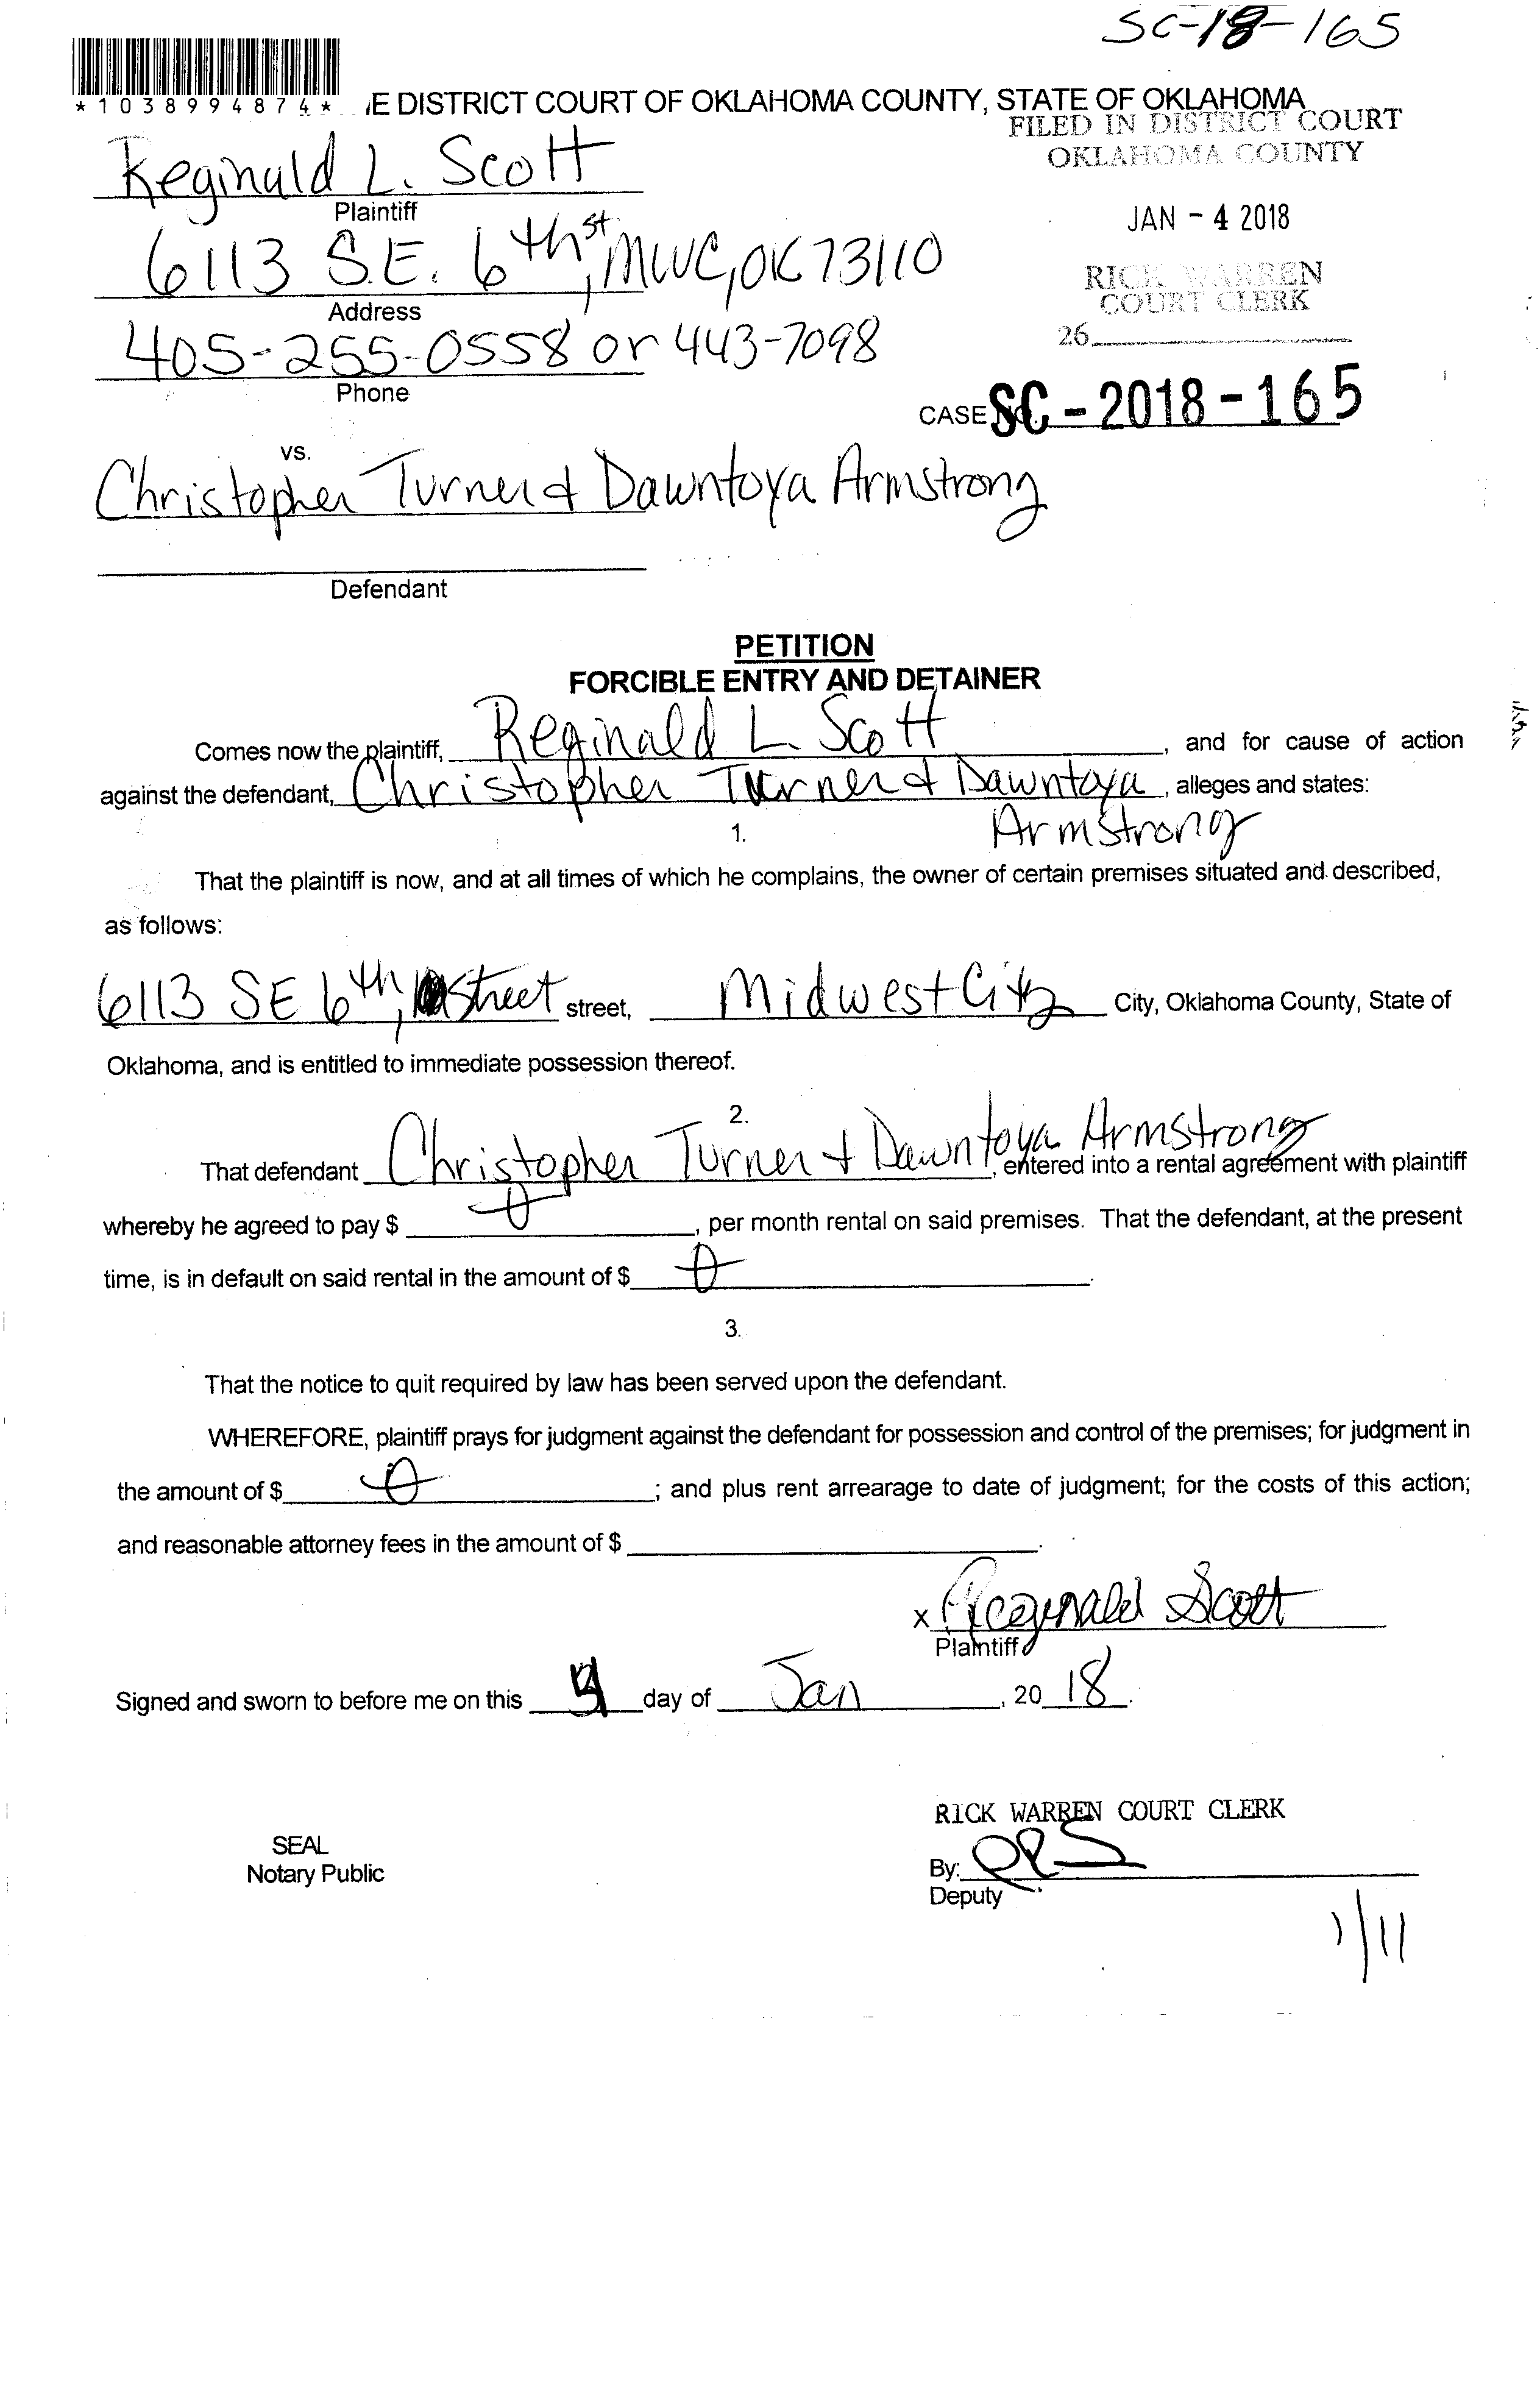 SC-18-165
*1038994874* E DISTRICT COURT OF OKLAHOMA COUNTY, STATE OF OKLAHOMA
FILED IN DISTRICT COURT
OKLAHOMA COUNTY
Reginald L. Scott
Plaintiff
JAN - 4 2018
6113 S.E. 6th st, MWC, OK 73110
Address
RICK WARREN
COURT CLERK
405-255-0558 or 443-7098
Phone
26
CASE NO. SC - 2018 - 165
vs.
Christopher Turner & Dawntoya Armstrong
Defendant
PETITION
FORCIBLE ENTRY AND DETAINER
Comes now the plaintiff, Reginald L. Scott, and for cause of action
against the defendant, Christopher Turner & Dawntoya, alleges and states:
Armstrong
1.
That the plaintiff is now, and at all times of which he complains, the owner of certain premises situated and described,
as follows:
6113 SE 6th, Street street, Midwest City City, Oklahoma County, State of
Oklahoma, and is entitled to immediate possession thereof.
2.
That defendant Christopher Turner & Dawntoya Armstrong, entered into a rental agreement with plaintiff
whereby he agreed to pay $ 0, per month rental on said premises. That the defendant, at the present
time, is in default on said rental in the amount of $ 0.
3.
That the notice to quit required by law has been served upon the defendant.
WHEREFORE, plaintiff prays for judgment against the defendant for possession and control of the premises; for judgment in
the amount of $ 0; and plus rent arrearage to date of judgment; for the costs of this action;
and reasonable attorney fees in the amount of $ .
x Reginald Scott
Plaintiff
Signed and sworn to before me on this 4 day of Jan, 20 18.
RICK WARREN COURT CLERK
SEAL
Notary Public
By:
Deputy
1/11